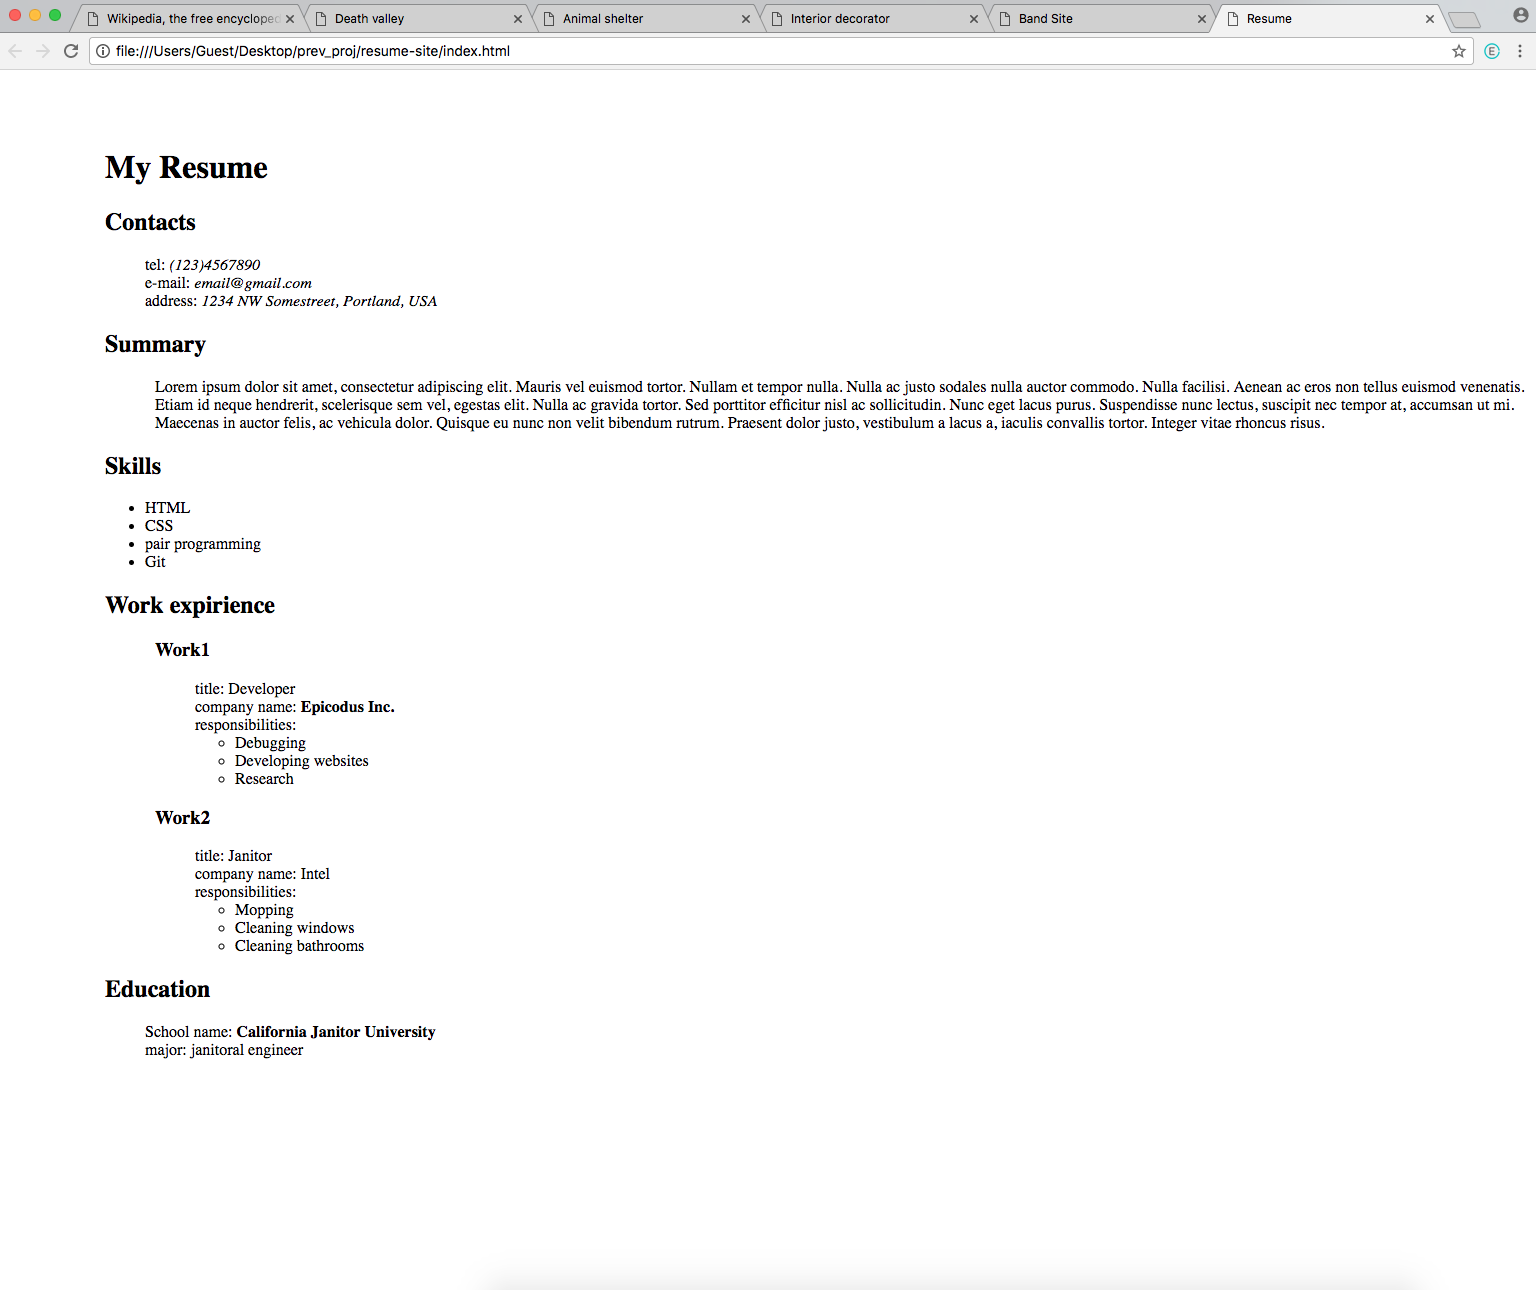 Wikipedia, the free encycloped
Death valley
Animal shelter
Interior decorator
Band Site
Resume
file:///Users/Guest/Desktop/prev_proj/resume-site/index.html
E
My Resume
Contacts
tel: (123)4567890
e-mail: email@gmail.com
address: 1234 NW Somestreet, Portland, USA
Summary
Lorem ipsum dolor sit amet, consectetur adipiscing elit. Mauris vel euismod tortor. Nullam et tempor nulla. Nulla ac justo sodales nulla auctor commodo. Nulla facilisi. Aenean ac eros non tellus euismod venenatis.
Etiam id neque hendrerit, scelerisque sem vel, egestas elit. Nulla ac gravida tortor. Sed porttitor efficitur nisl ac sollicitudin. Nunc eget lacus purus. Suspendisse nunc lectus, suscipit nec tempor at, accumsan ut mi.
Maecenas in auctor felis, ac vehicula dolor. Quisque eu nunc non velit bibendum rutrum. Praesent dolor justo, vestibulum a lacus a, iaculis convallis tortor. Integer vitae rhoncus risus.
Skills
• HTML
• CSS
• pair programming
• Git
Work expirience
Work1
title: Developer
company name: Epicodus Inc.
responsibilities:
◦ Debugging
◦ Developing websites
◦ Research
Work2
title: Janitor
company name: Intel
responsibilities:
◦ Mopping
◦ Cleaning windows
◦ Cleaning bathrooms
Education
School name: California Janitor University
major: janitoral engineer